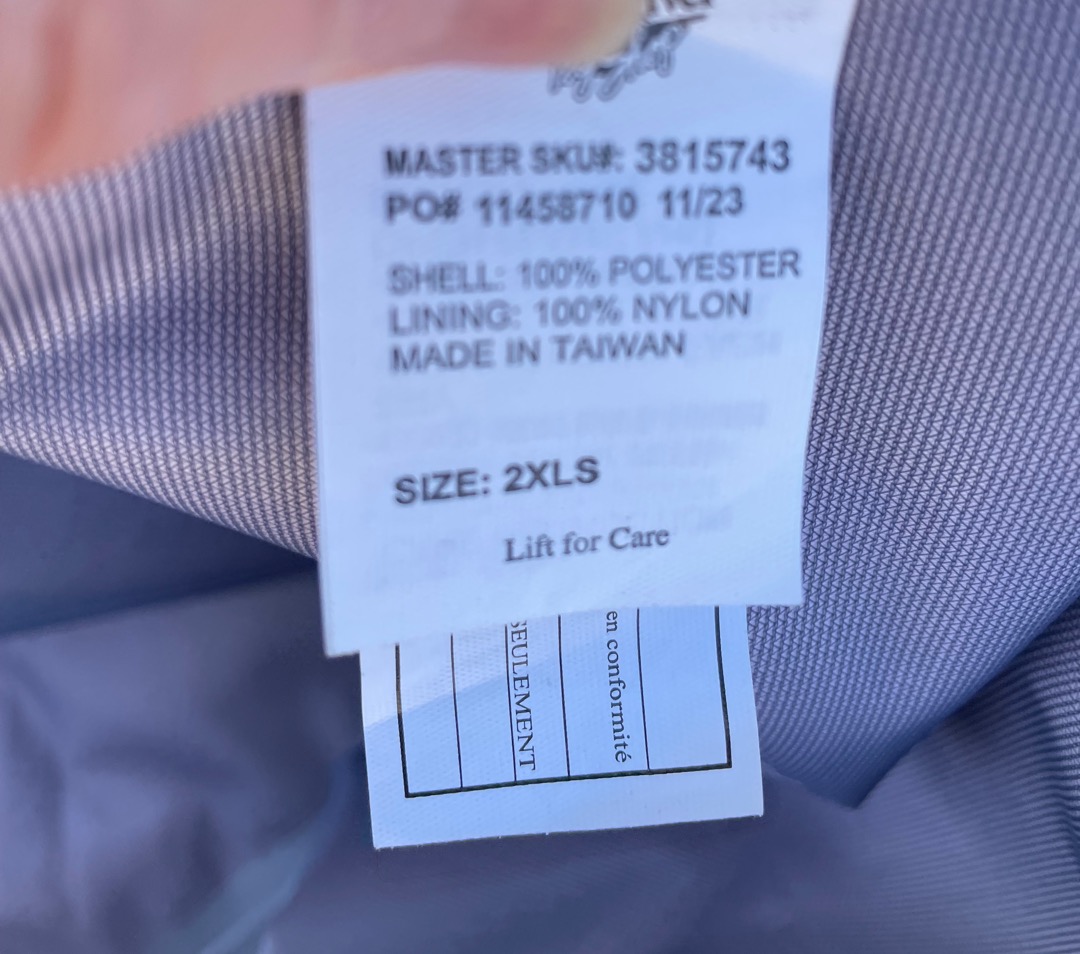 MASTER SKU#: 3815743
PO# 11458710 11/23
SHELL: 100% POLYESTER
LINING: 100% NYLON
MADE IN TAIWAN
SIZE: 2XLS
Lift for Care
SEULEMENT
en conformité